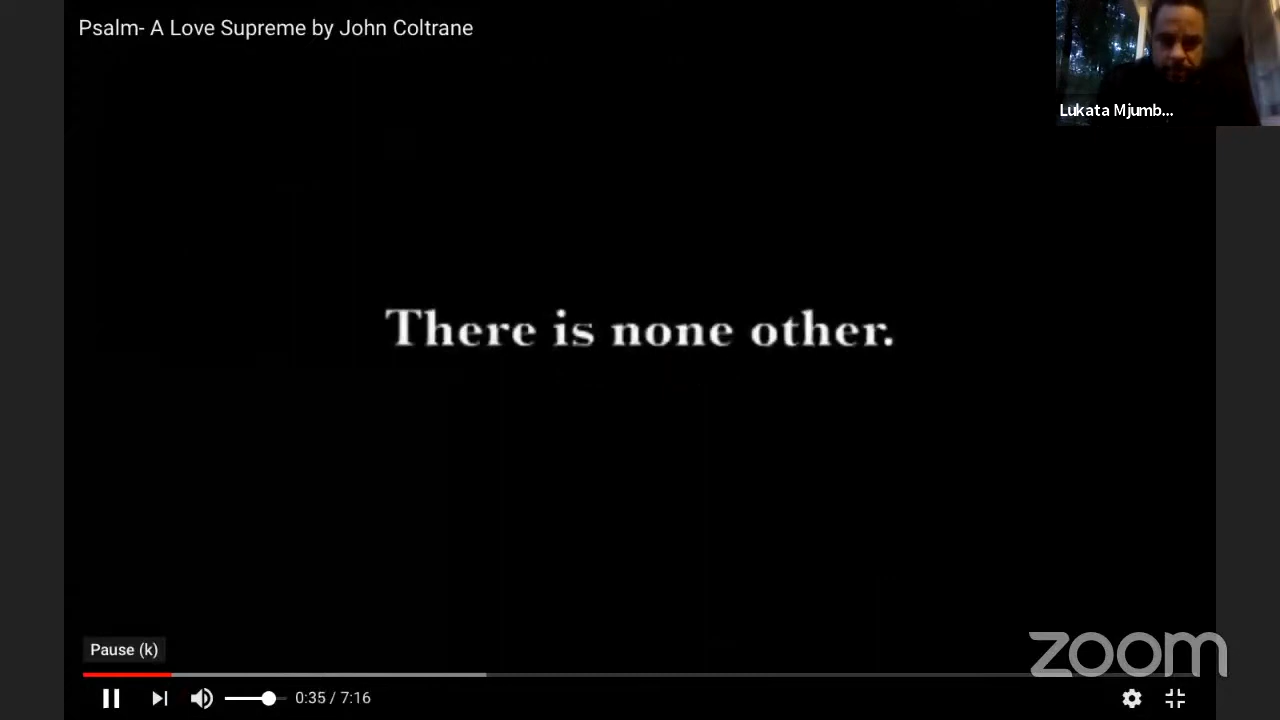 Psalm- A Love Supreme by John Coltrane
Lukata Mjumb...
There is none other.
zoom
Pause (k)
0:35 / 7:16